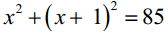 x² + (x + 1)² = 85